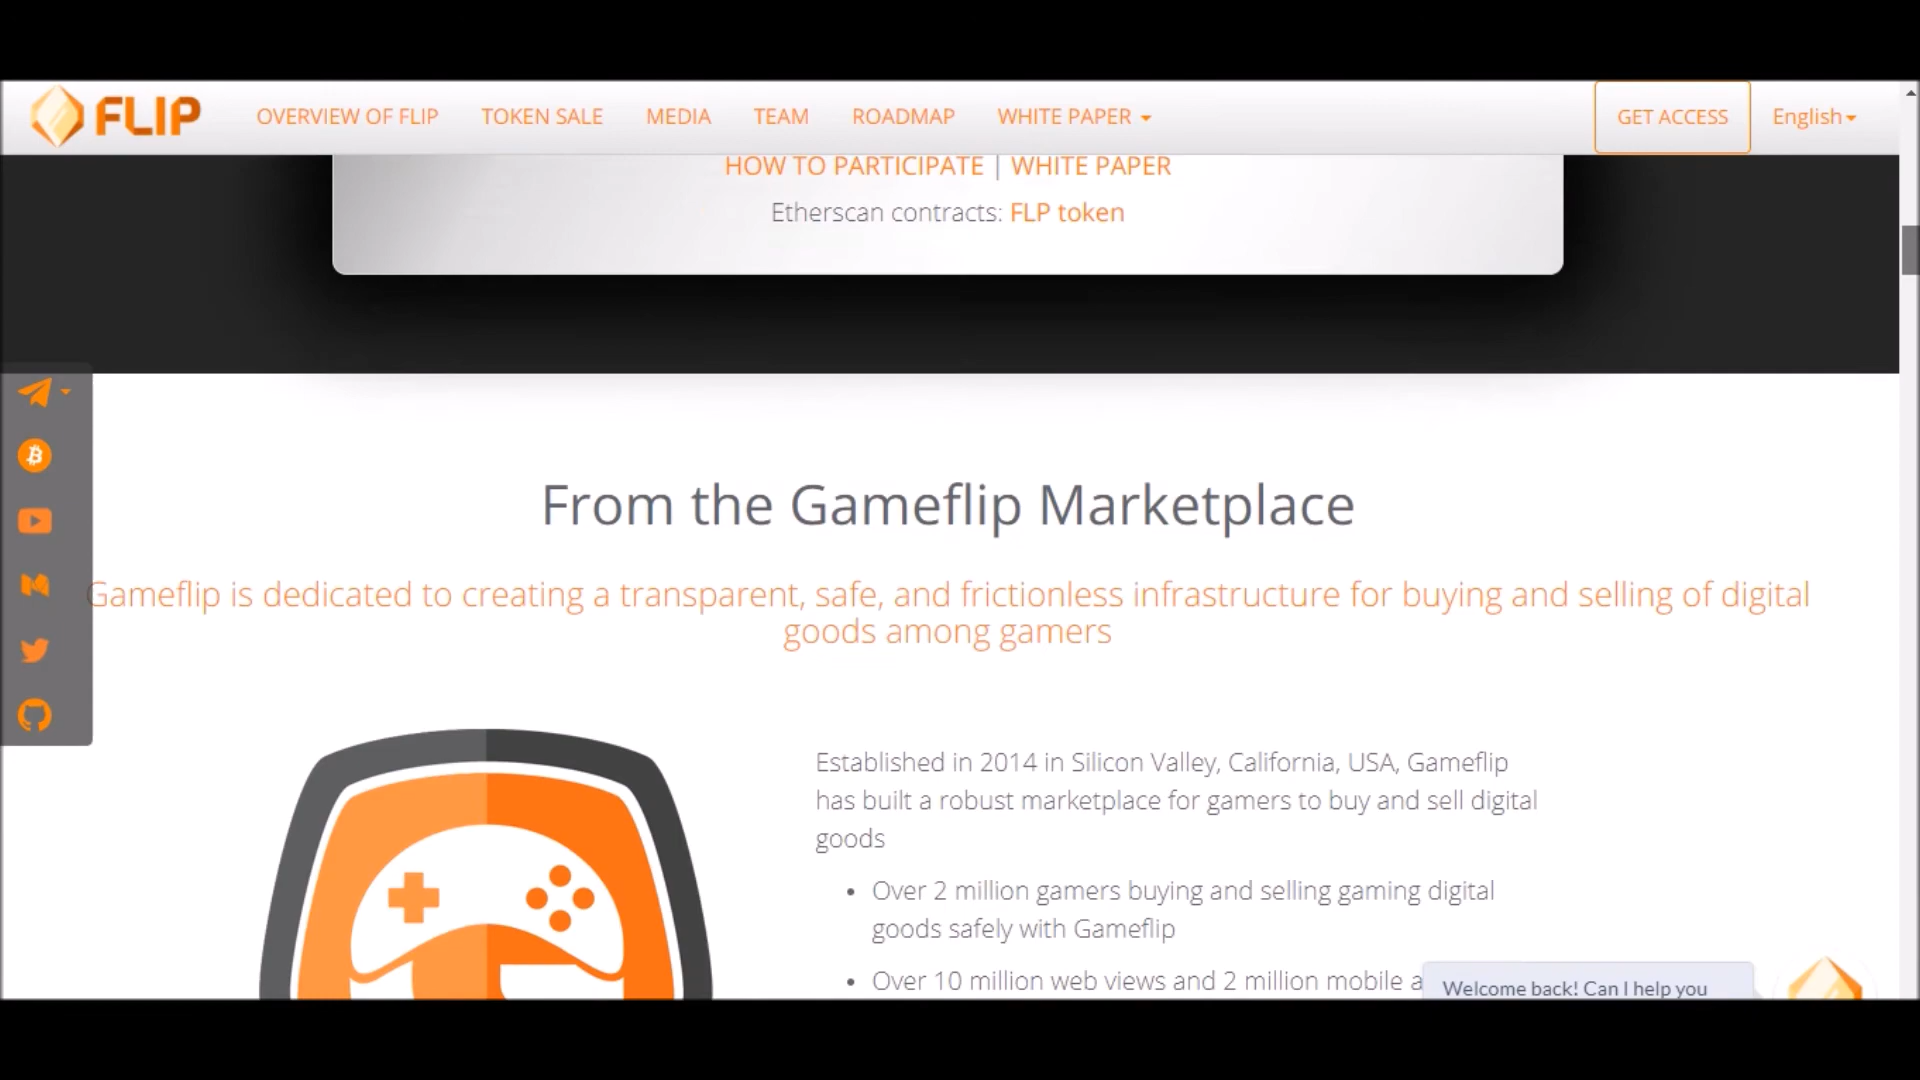 FLIP
OVERVIEW OF FLIP
TOKEN SALE
MEDIA
TEAM
ROADMAP
WHITE PAPER
GET ACCESS
English
HOW TO PARTICIPATE | WHITE PAPER
Etherscan contracts: FLP token
From the Gameflip Marketplace
Gameflip is dedicated to creating a transparent, safe, and frictionless infrastructure for buying and selling of digital
goods among gamers
Established in 2014 in Silicon Valley, California, USA, Gameflip
has built a robust marketplace for gamers to buy and sell digital
goods
• Over 2 million gamers buying and selling gaming digital
goods safely with Gameflip
• Over 10 million web views and 2 million mobile a
Welcome back! Can I help you